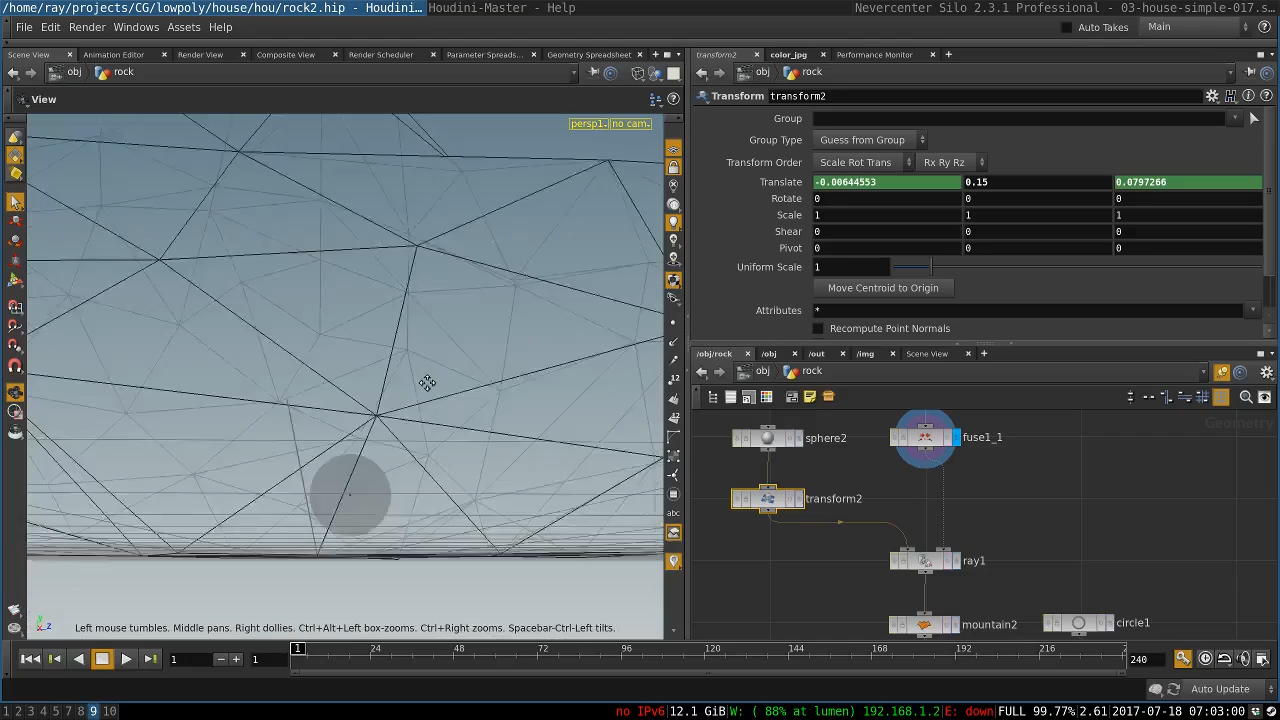 /home/ray/projects/CG/lowpoly/house/hou/rock2.hip - Houdini... Houdini-Master - Help Nevercenter Silo 2.3.1 Professional - 03-house-simple-017.s...
File Edit Render Windows Assets Help Auto Takes Main
Scene View Animation Editor Render View Composite View Render Scheduler Parameter Spreads... Geometry Spreadsheet
transform2 color_jpg Performance Monitor
obj rock
obj rock
View
Transform transform2
persp1 no cam
Group
Group Type Guess from Group
Transform Order Scale Rot Trans Rx Ry Rz
Translate -0.00644553 0.15 0.0797266
Rotate 0 0 0
Scale 1 1 1
Shear 0 0 0
Pivot 0 0 0
Uniform Scale 1
Move Centroid to Origin
Attributes *
Recompute Point Normals
/obj/rock /obj /out /img Scene View
obj rock
Geometry
sphere2 fuse1_1
transform2
ray1
mountain2 circle1
12
12
abc
y
x z
Left mouse tumbles. Middle pans. Right dollies. Ctrl+Alt+Left box-zooms. Ctrl+Right zooms. Spacebar-Ctrl-Left tilts.
1 1 1 24 48 72 96 120 144 168 192 216 2 240
Auto Update
1 2 3 4 5 6 7 8 9 10 no IPv6 12.1 GiB W: ( 88% at lumen) 192.168.1.2 E: down FULL 99.77% 2.61 2017-07-18 07:03:00